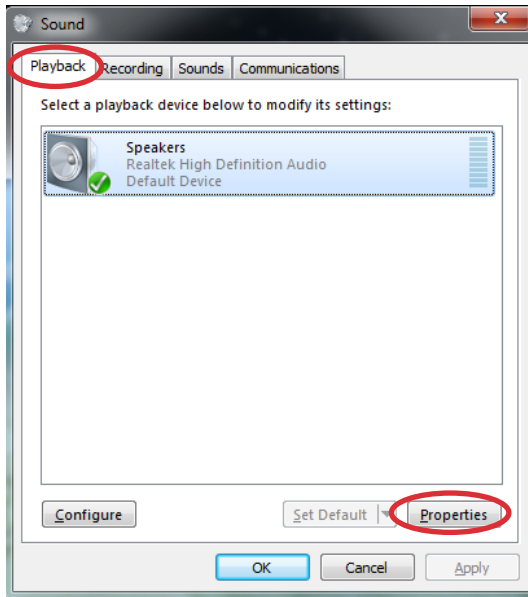 Sound
Playback Recording Sounds Communications
Select a playback device below to modify its settings:
Speakers
Realtek High Definition Audio
Default Device
Configure Set Default Properties
OK Cancel Apply